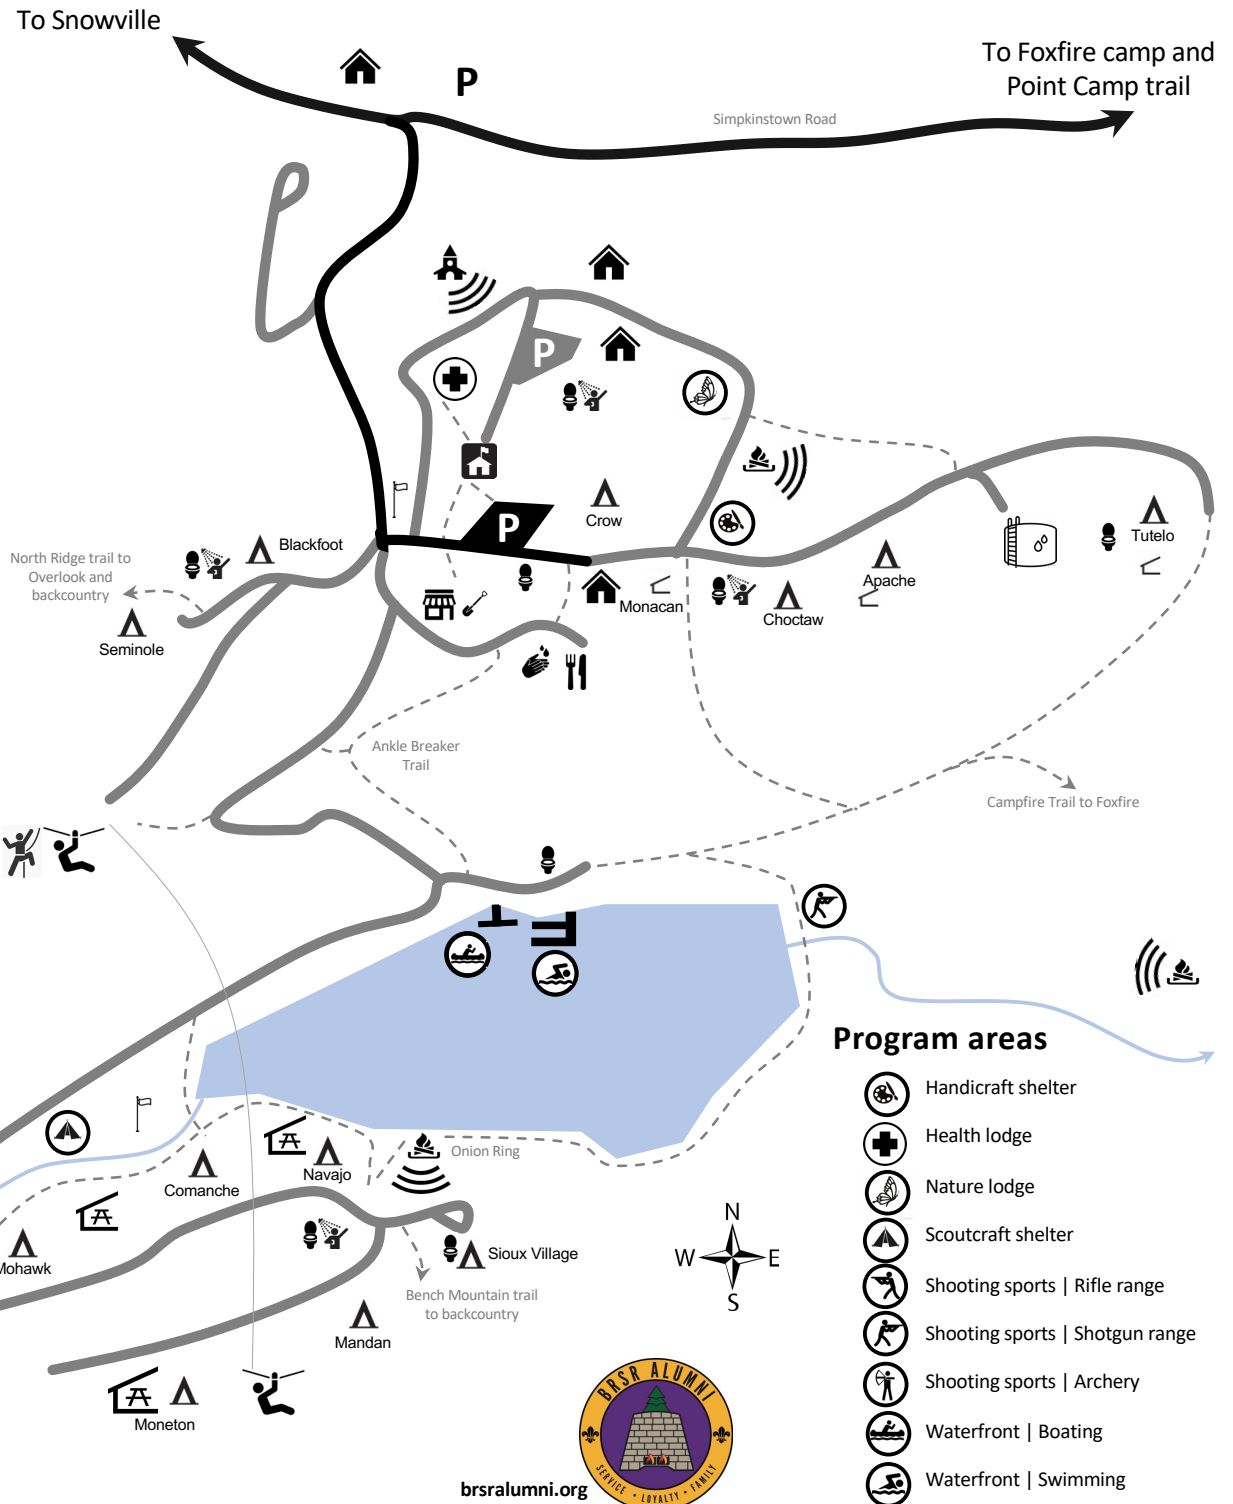 To Snowville
To Foxfire camp and
Point Camp trail
P
Simpkinstown Road
P
P
Crow
Blackfoot
Tutelo
North Ridge trail to
Overlook and
backcountry
Apache
Monacan
Choctaw
Seminole
Ankle Breaker
Trail
Campfire Trail to Foxfire
Program areas
Handicraft shelter
Health lodge
Nature lodge
Scoutcraft shelter
Shooting sports | Rifle range
Shooting sports | Shotgun range
Shooting sports | Archery
Waterfront | Boating
Waterfront | Swimming
Onion Ring
Navajo
Comanche
Mohawk
Sioux Village
Bench Mountain trail
to backcountry
Mandan
Moneton
N
W E
S
BRSR ALUMNI
SERVICE • LOYALTY • FAMILY
brsralumni.org